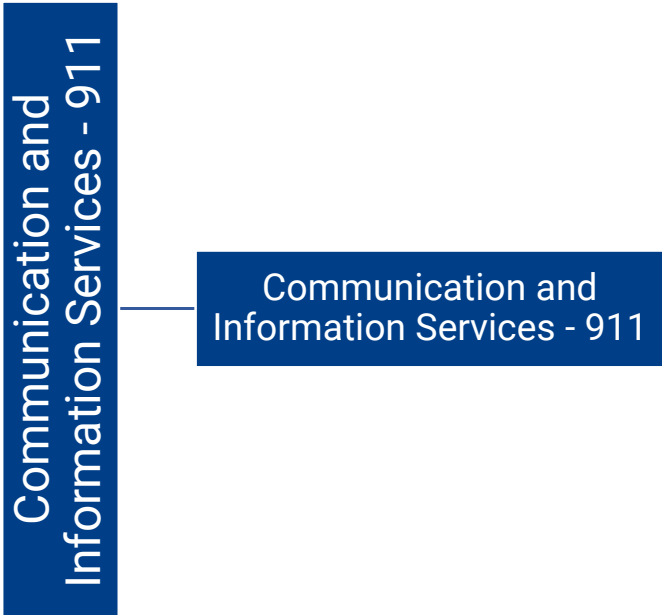 Communication and
Information Services - 911
Communication and
Information Services - 911